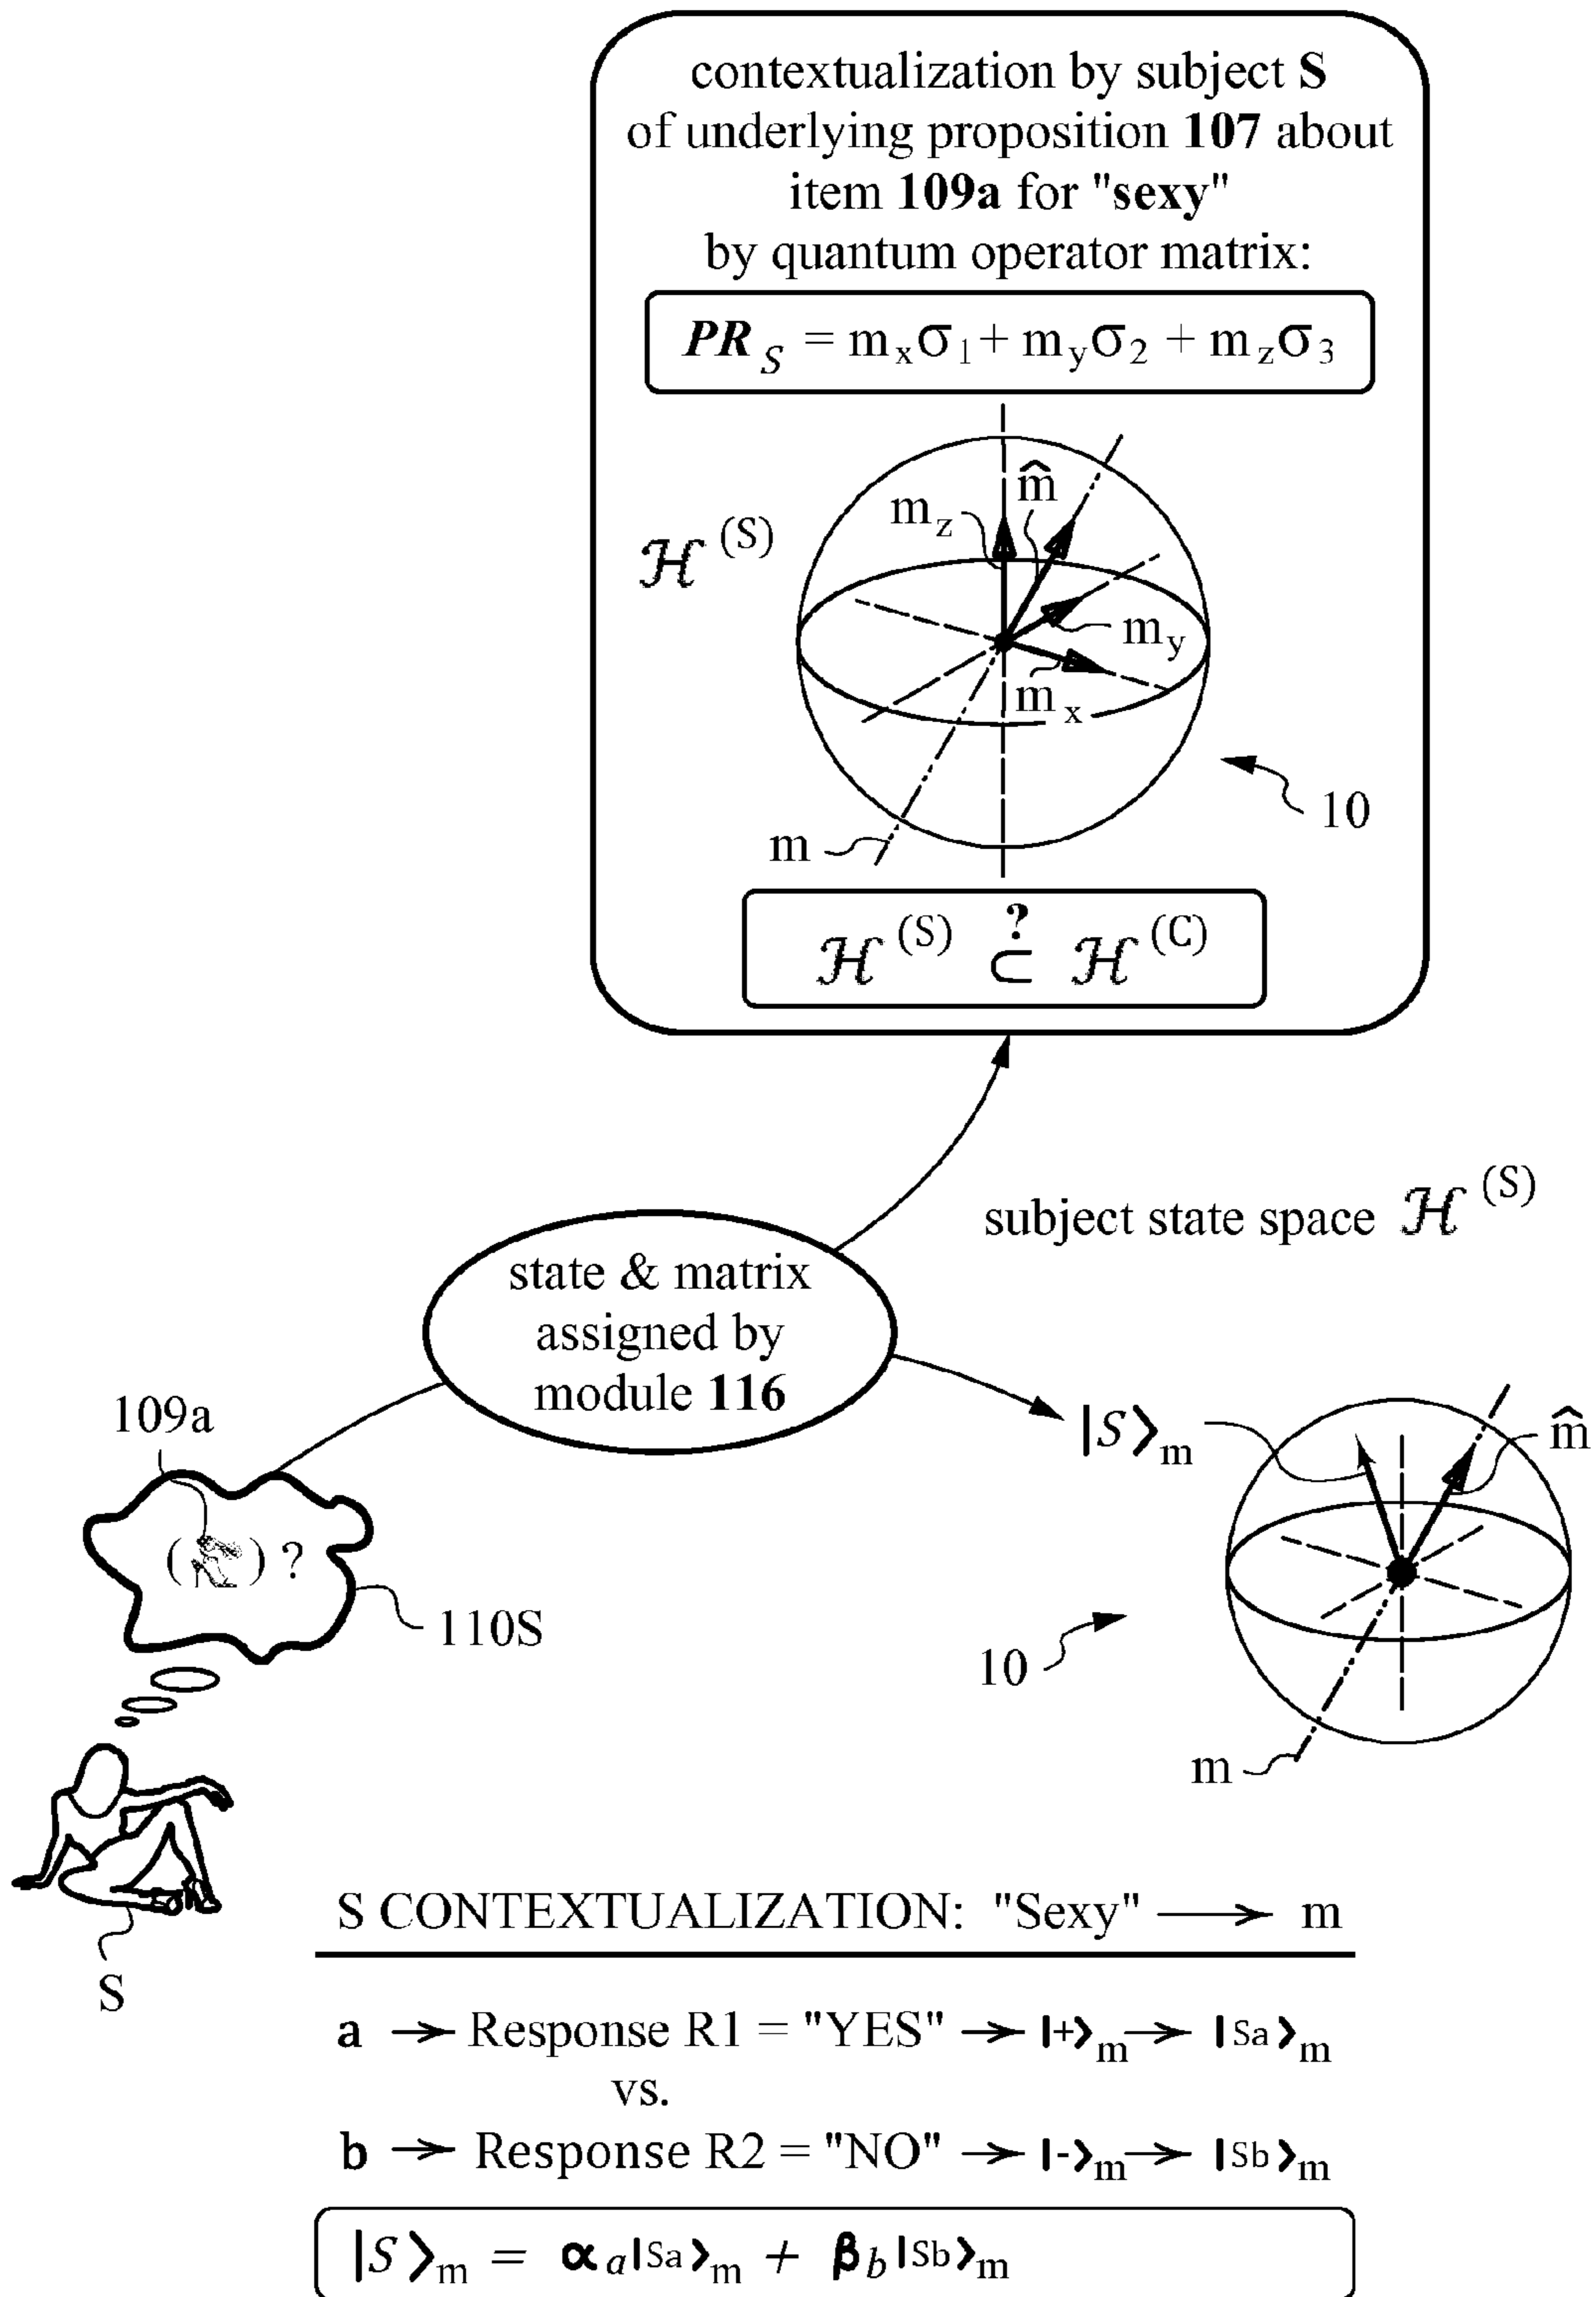 contextualization by subject S
of underlying proposition 107 about
item 109a for "sexy"
by quantum operator matrix:
PR_S = m_xσ_1 + m_yσ_2 + m_zσ_3
m̂
m_z
ℋ^(S)
m_y
m_x
10
m
ℋ^(S) ⊂^? ℋ^(C)
subject state space ℋ^(S)
state & matrix
assigned by
module 116
109a
|S⟩_m
m̂
( ) ?
110S
10
m
S CONTEXTUALIZATION: "Sexy" ⟶ m
S
a → Response R1 = "YES" → |+⟩_m → |Sa⟩_m
vs.
b → Response R2 = "NO" → |-⟩_m → |Sb⟩_m
|S⟩_m = α_a|Sa⟩_m + β_b|Sb⟩_m